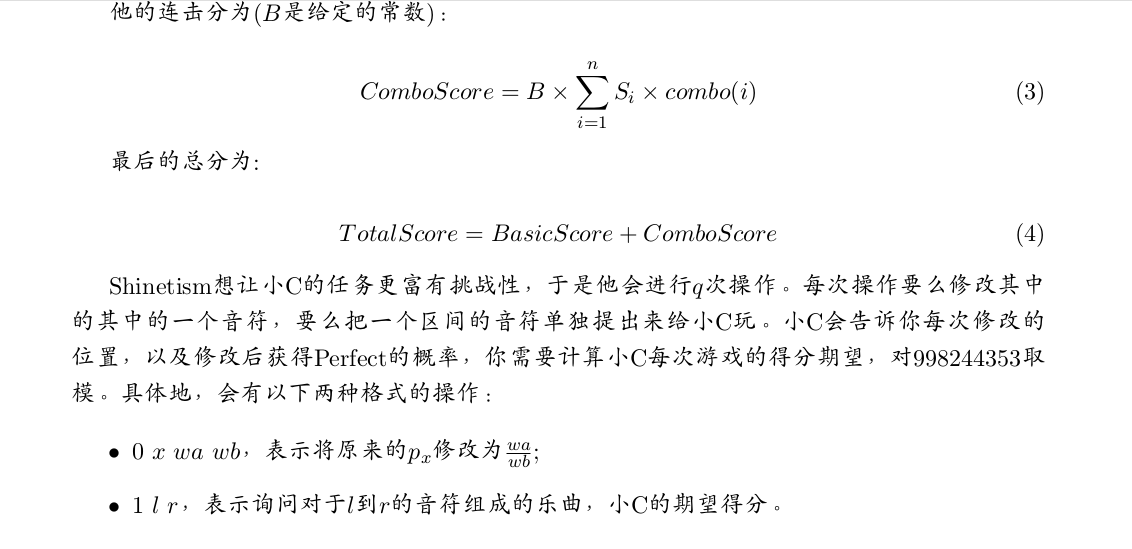 他的连击分为(B是给定的常数)：
ComboScore = B × \sum_{i=1}^{n} S_i × combo(i) (3)
最后的总分为：
TotalScore = BasicScore + ComboScore (4)
Shinetism想让小C的任务更富有挑战性，于是他会进行q次操作。每次操作要么修改其中
的其中的一个音符，要么把一个区间的音符单独提出来给小C玩。小C会告诉你每次修改的
位置，以及修改后获得Perfect的概率，你需要计算小C每次游戏的得分期望，对998244353取
模。具体地，会有以下两种格式的操作：
• 0 x wa wb，表示将原来的p_x修改为\frac{wa}{wb};
• 1 l r，表示询问对于l到r的音符组成的乐曲，小C的期望得分。